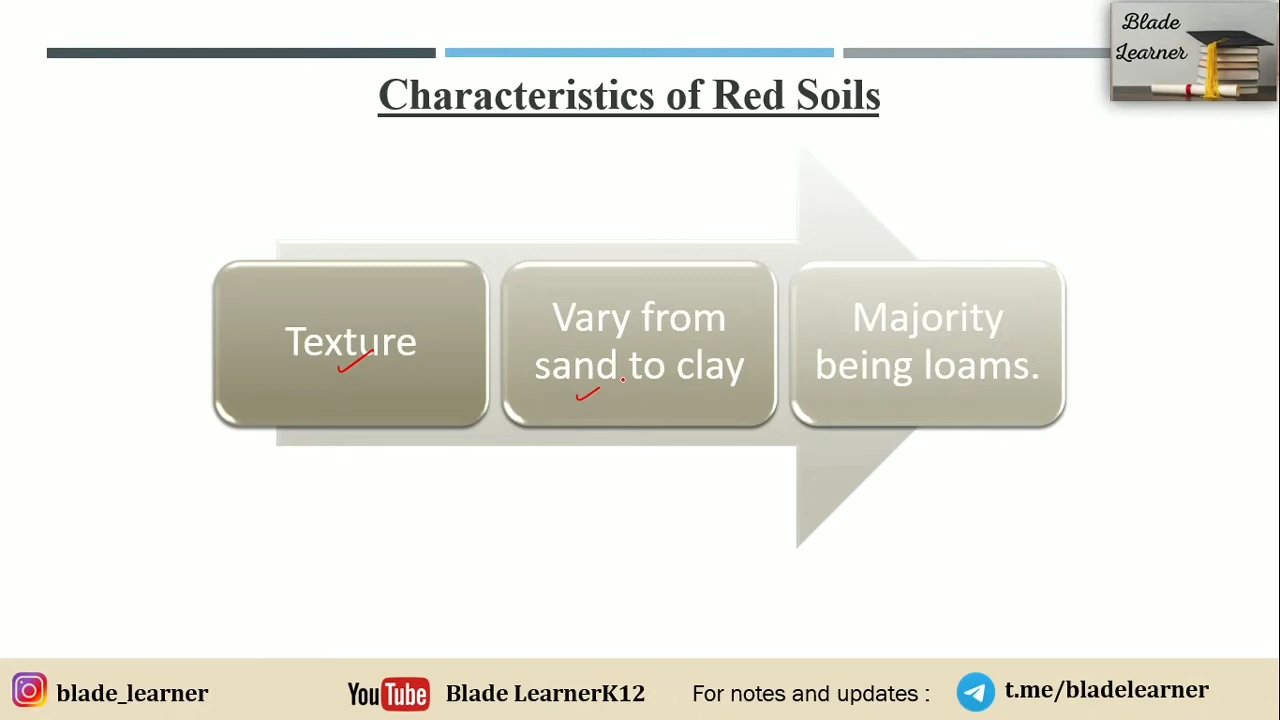 Blade
Learner
Characteristics of Red Soils
Texture
Vary from
sand to clay
Majority
being loams.
blade_learner
YouTube
Blade LearnerK12
For notes and updates :
t.me/bladelearner